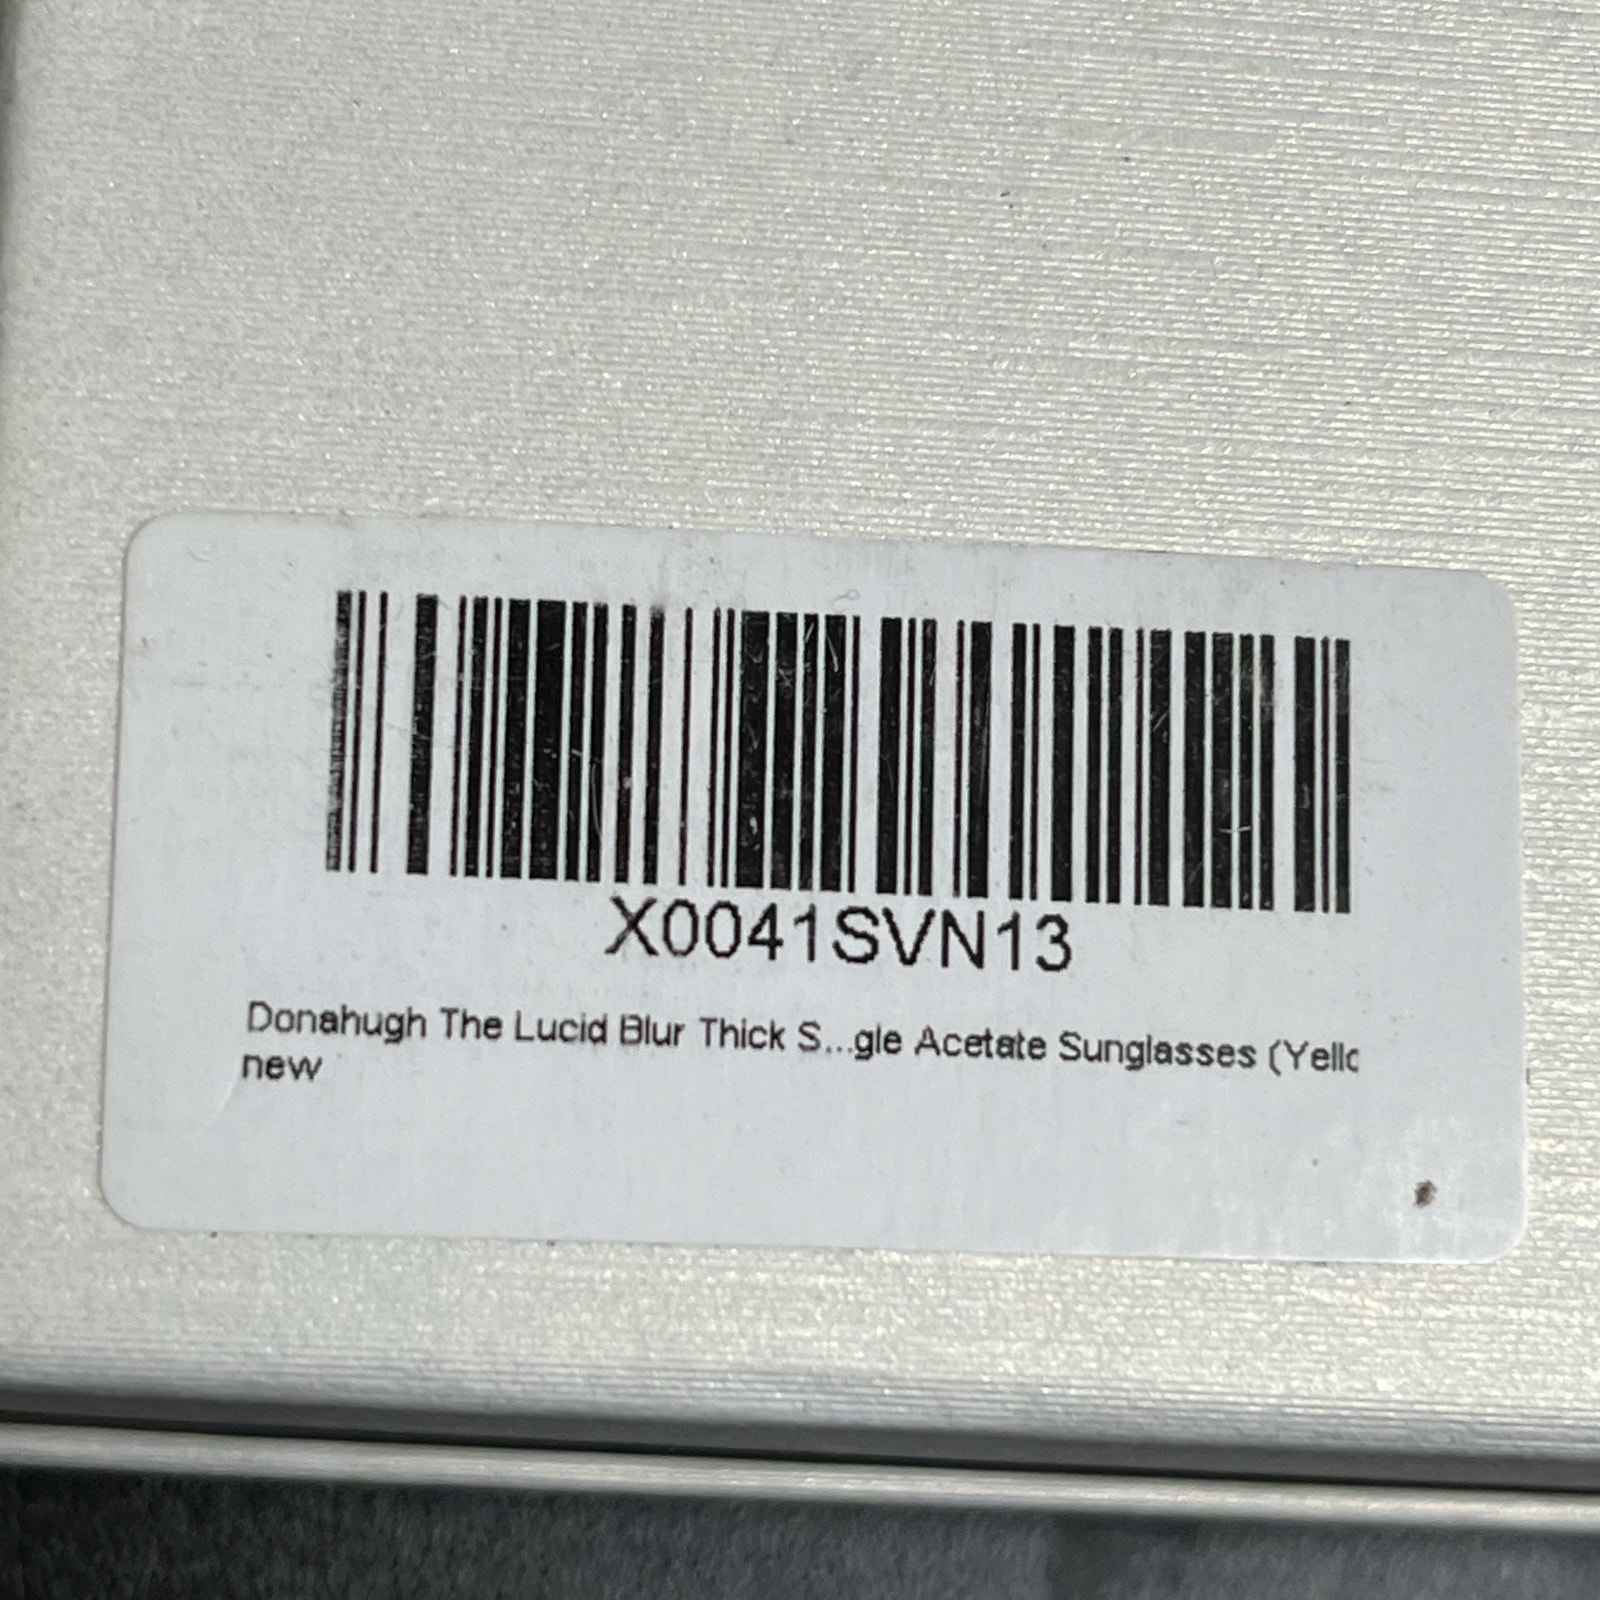 X0041SVN13
Donahugh The Lucid Blur Thick S...gle Acetate Sunglasses (Yello
new